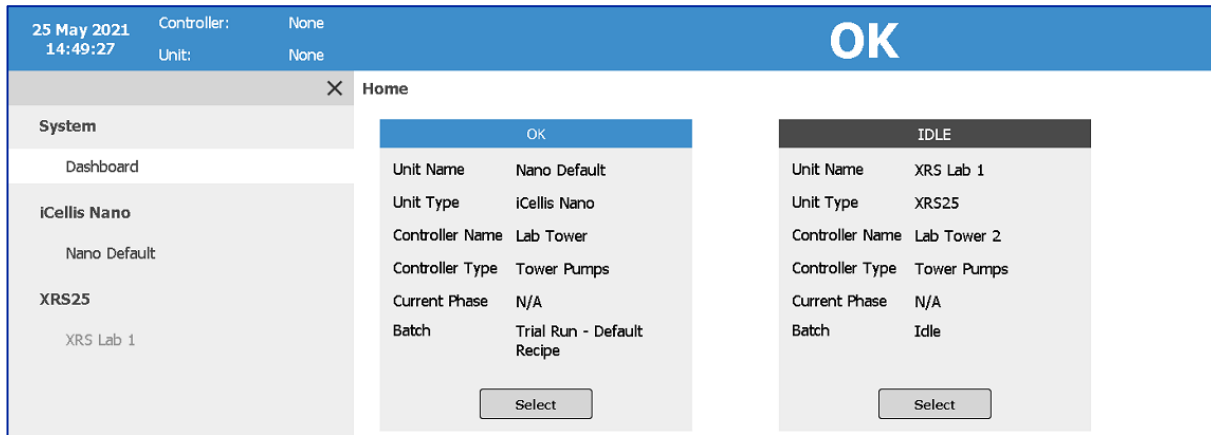 25 May 2021
14:49:27
Controller: None
Unit: None
OK
System
Dashboard
iCellis Nano
Nano Default
XRS25
XRS Lab 1
Home
OK
Unit Name Nano Default
Unit Type iCellis Nano
Controller Name Lab Tower
Controller Type Tower Pumps
Current Phase N/A
Batch Trial Run - Default
Recipe
Select
IDLE
Unit Name XRS Lab 1
Unit Type XRS25
Controller Name Lab Tower 2
Controller Type Tower Pumps
Current Phase N/A
Batch Idle
Select